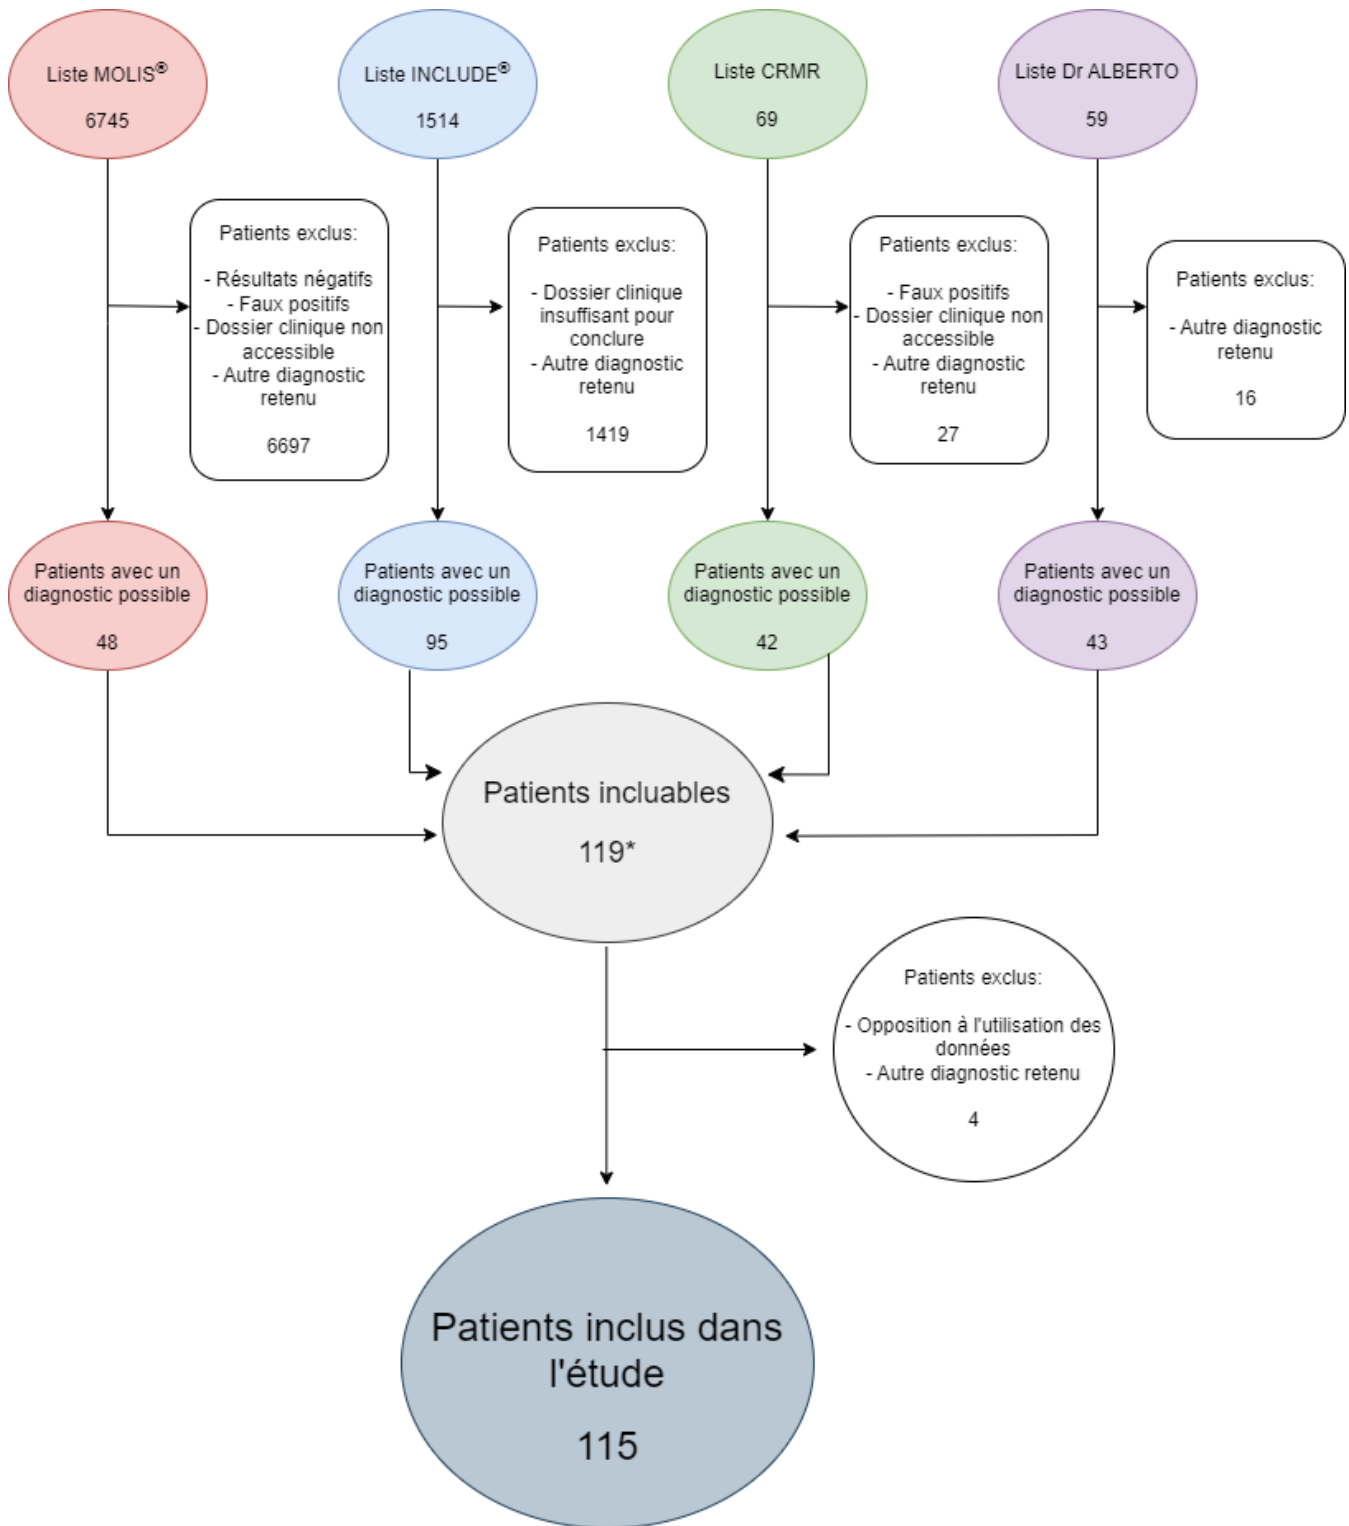 Liste MOLIS®
6745
Liste INCLUDE®
1514
Liste CRMR
69
Liste Dr ALBERTO
59
Patients exclus:
- Résultats négatifs
- Faux positifs
- Dossier clinique non
accessible
- Autre diagnostic
retenu
6697
Patients exclus:
- Dossier clinique
insuffisant pour
conclure
- Autre diagnostic
retenu
1419
Patients exclus:
- Faux positifs
- Dossier clinique non
accessible
- Autre diagnostic
retenu
27
Patients exclus:
- Autre diagnostic
retenu
16
Patients avec un
diagnostic possible
48
Patients avec un
diagnostic possible
95
Patients avec un
diagnostic possible
42
Patients avec un
diagnostic possible
43
Patients incluables
119*
Patients exclus:
- Opposition à l'utilisation des
données
- Autre diagnostic retenu
4
Patients inclus dans
l'étude
115